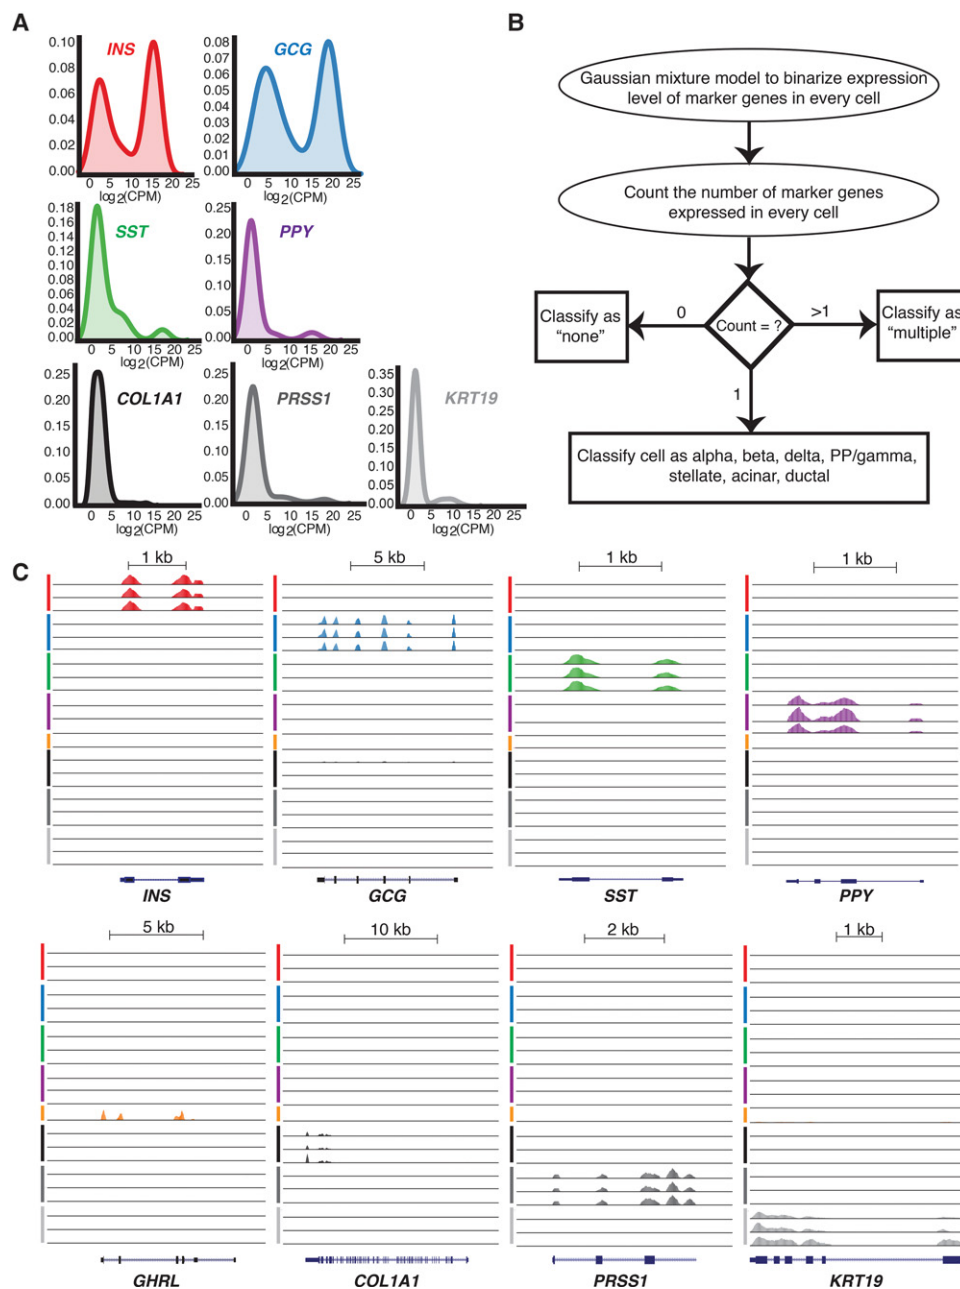 A
INS
0.10
0.08
0.06
0.04
0.02
0.00
0 5 10 15 20 25
log2(CPM)
GCG
0.08
0.07
0.06
0.05
0.04
0.03
0.02
0.01
0.00
0 5 10 15 20 25
log2(CPM)
SST
0.18
0.16
0.14
0.12
0.10
0.08
0.06
0.04
0.02
0.00
0 5 10 15 20 25
log2(CPM)
PPY
0.25
0.20
0.15
0.10
0.05
0.00
0 5 10 15 20 25
log2(CPM)
COL1A1
0.25
0.20
0.15
0.10
0.05
0.00
0 5 10 15 20 25
log2(CPM)
PRSS1
0.25
0.20
0.15
0.10
0.05
0.00
0 5 10 15 20 25
log2(CPM)
KRT19
0.35
0.30
0.25
0.20
0.15
0.10
0.05
0.00
0 5 10 15 20 25
log2(CPM)
B
Gaussian mixture model to binarize expression
level of marker genes in every cell
Count the number of marker genes
expressed in every cell
Classify as
"none"
0
Count = ?
>1
Classify as
"multiple"
1
Classify cell as alpha, beta, delta, PP/gamma,
stellate, acinar, ductal
C
1 kb
5 kb
1 kb
1 kb
INS
GCG
SST
PPY
5 kb
10 kb
2 kb
1 kb
GHRL
COL1A1
PRSS1
KRT19